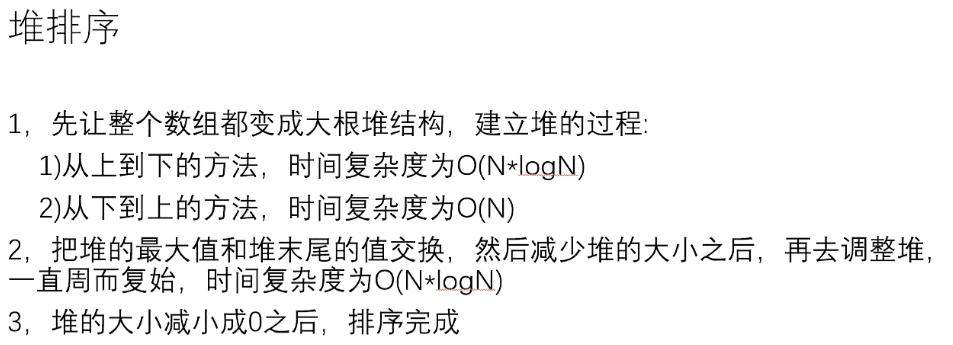 堆排序
1，先让整个数组都变成大根堆结构，建立堆的过程:
1)从上到下的方法，时间复杂度为O(N*logN)
2)从下到上的方法，时间复杂度为O(N)
2，把堆的最大值和堆末尾的值交换，然后减少堆的大小之后，再去调整堆，
一直周而复始，时间复杂度为O(N*logN)
3，堆的大小减小成0之后，排序完成